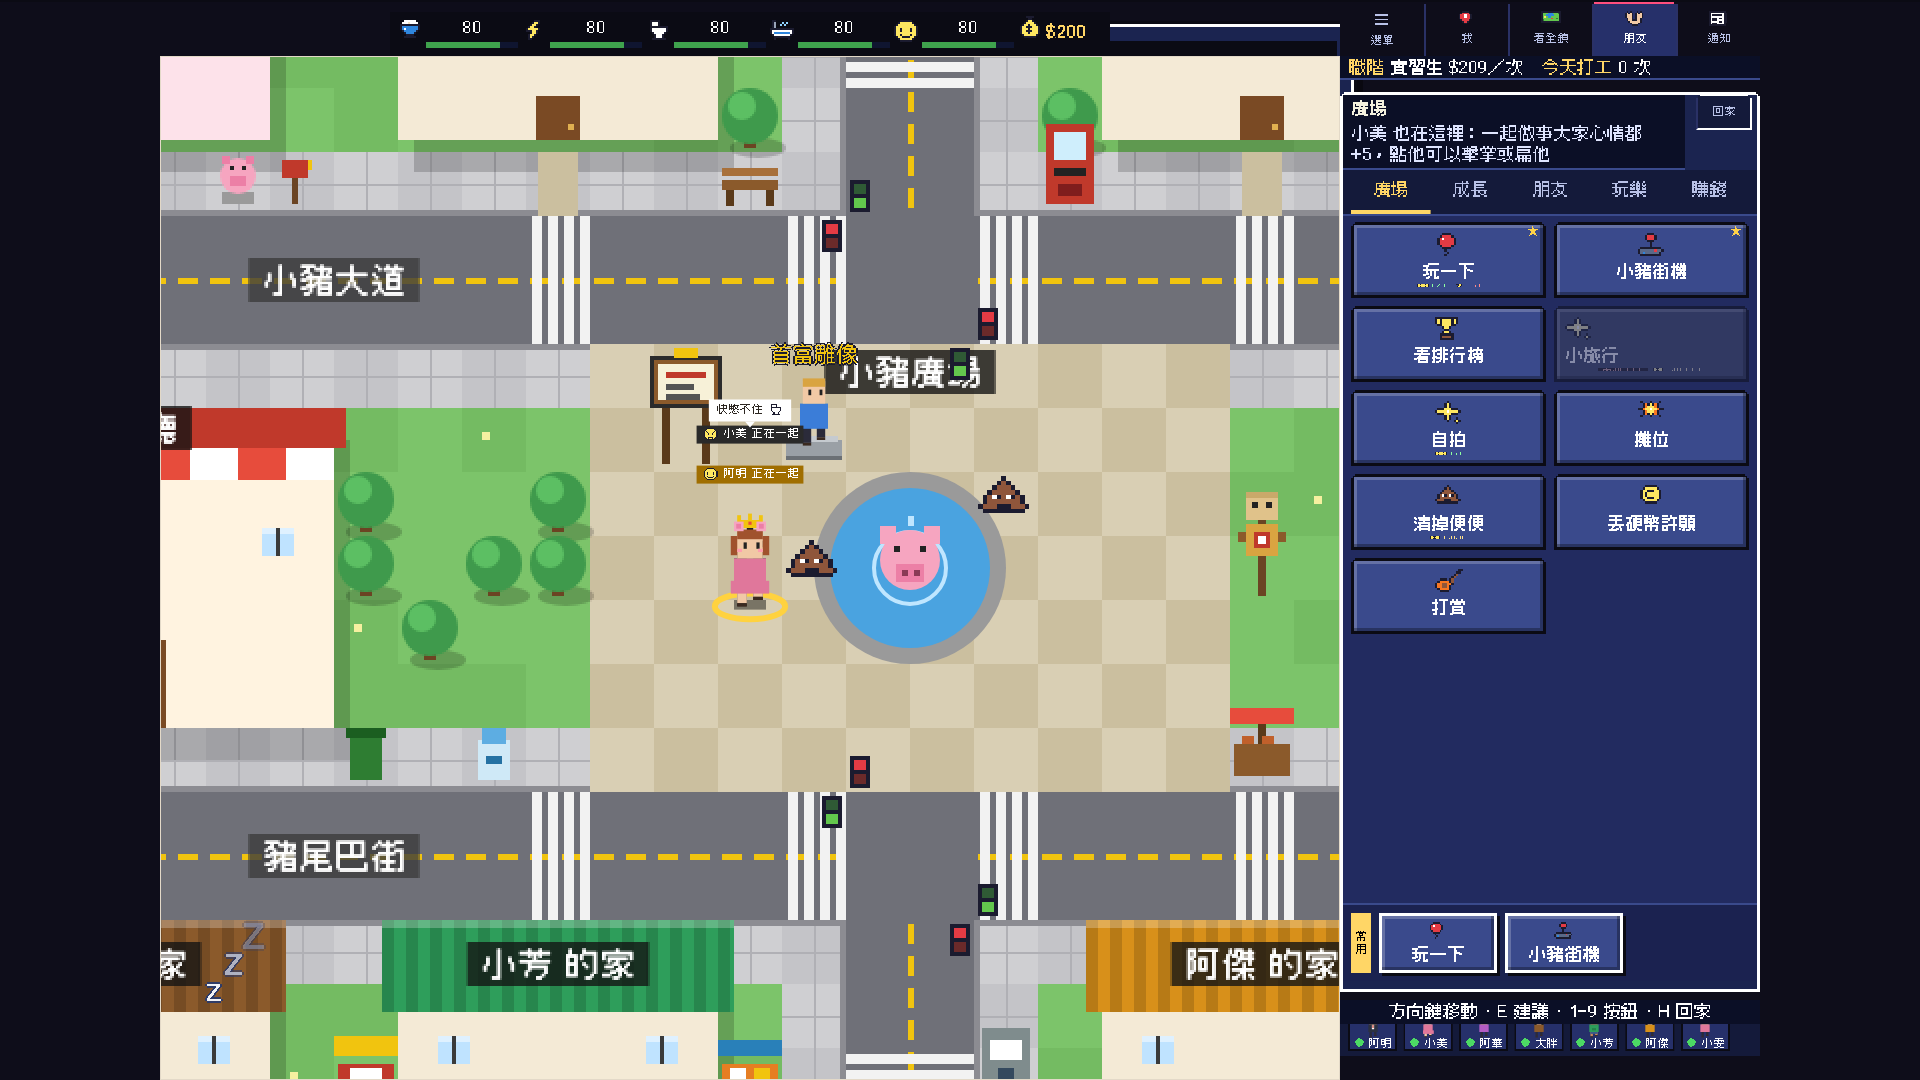 80 80 80 80 80 $200
選單 我 看全鎮 朋友 通知
職階 實習生 $209／次 今天打工 0 次
廣場
小美 也在這裡：一起做事大家心情都
+5，點他可以擊掌或扁他
回家
廣場 成長 朋友 玩樂 賺錢
玩一下
小豬街機
看排行榜
小旅行
自拍
攤位
清掉便便
丟硬幣許願
打賞
常用
玩一下
小豬街機
方向鍵移動 · E 建議 · 1-9 按鈕 · H 回家
阿明 小美 阿華 大胖 小芳 阿傑 小雯
小豬大道
首富雕像
小豬廣場
快憋不住
小美 正在一起
阿明 正在一起
豬尾巴街
家
z
z
z
小芳 的家
阿傑 的家